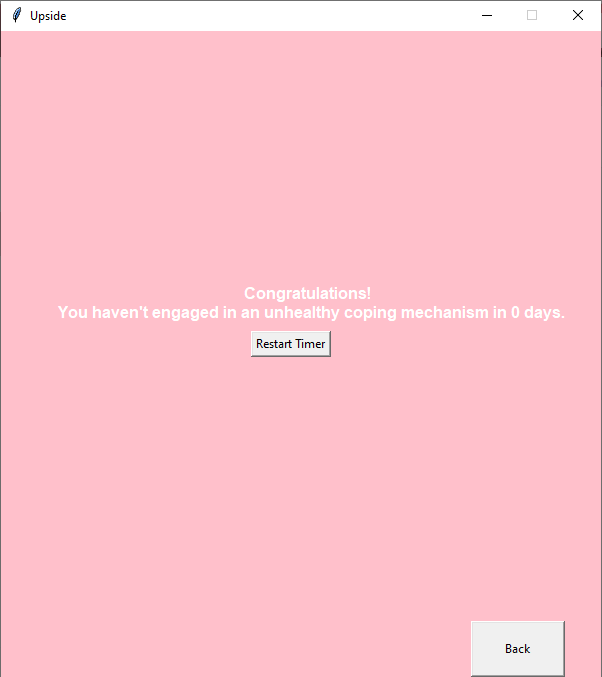 Upside
Congratulations!
You haven't engaged in an unhealthy coping mechanism in 0 days.
Restart Timer
Back